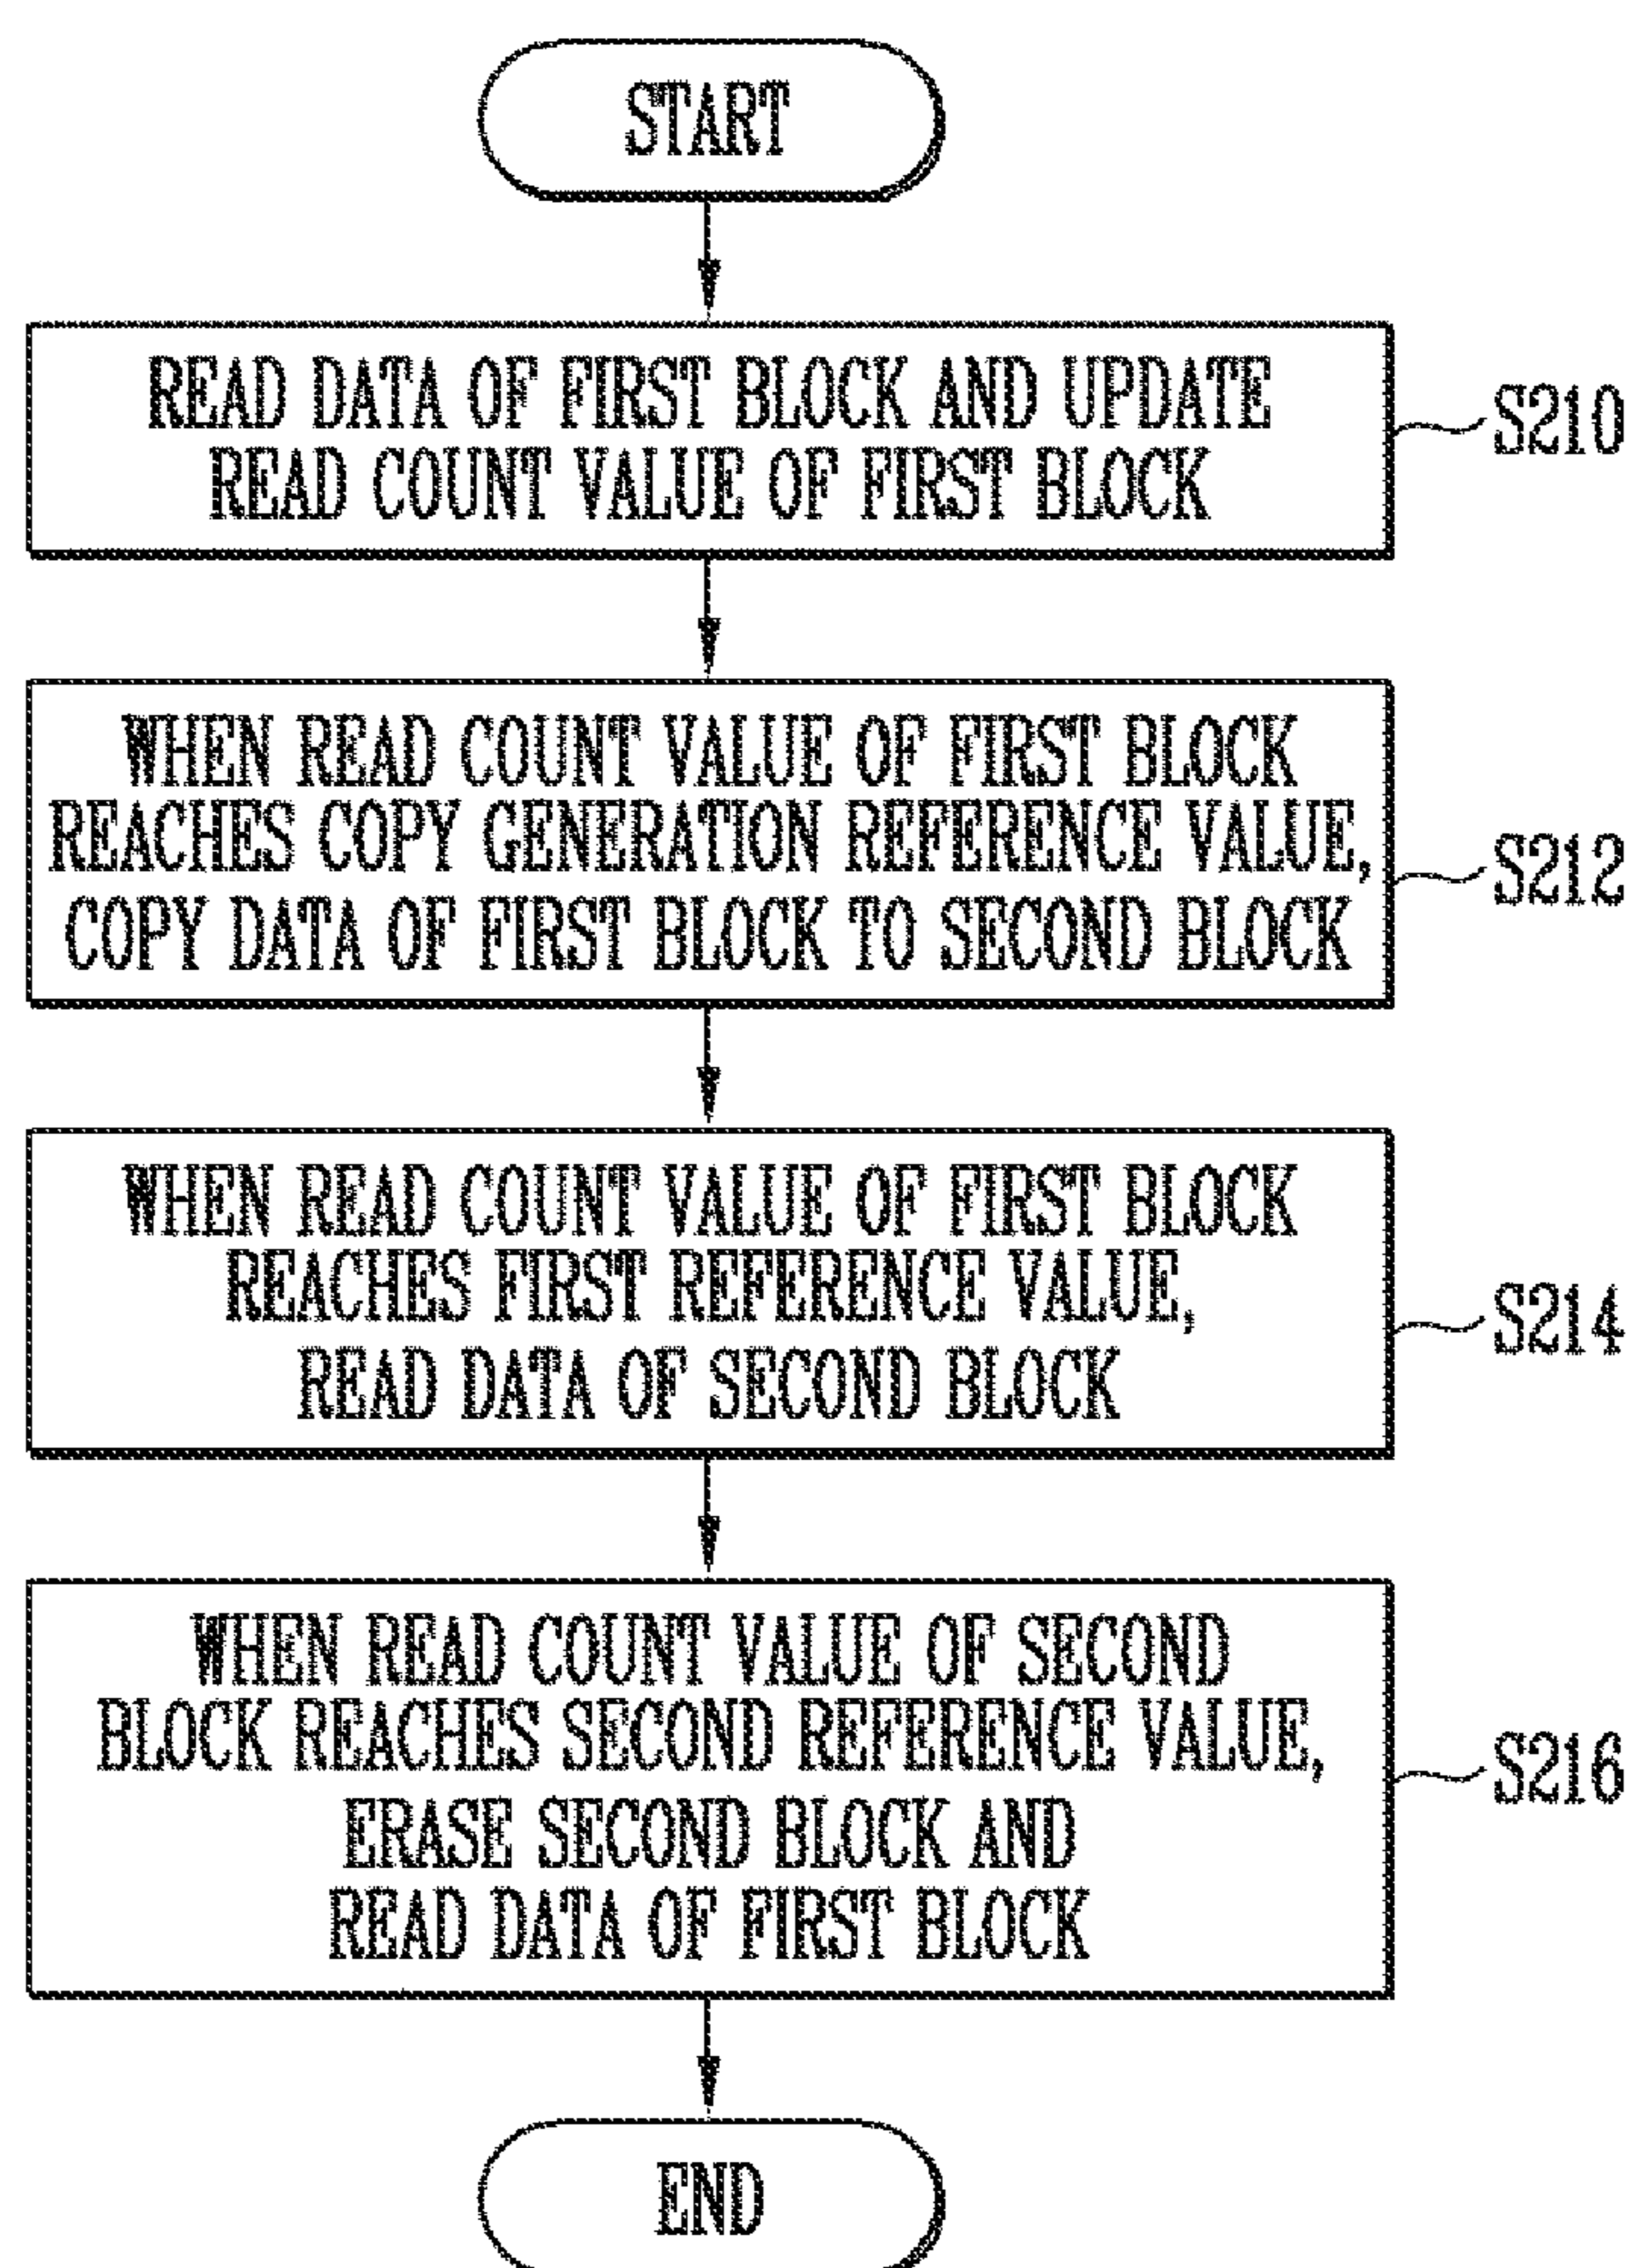 START
READ DATA OF FIRST BLOCK AND UPDATE
READ COUNT VALUE OF FIRST BLOCK
S210
WHEN READ COUNT VALUE OF FIRST BLOCK
REACHES COPY GENERATION REFERENCE VALUE,
COPY DATA OF FIRST BLOCK TO SECOND BLOCK
S212
WHEN READ COUNT VALUE OF FIRST BLOCK
REACHES FIRST REFERENCE VALUE,
READ DATA OF SECOND BLOCK
S214
WHEN READ COUNT VALUE OF SECOND
BLOCK REACHES SECOND REFERENCE VALUE,
ERASE SECOND BLOCK AND
READ DATA OF FIRST BLOCK
S216
END